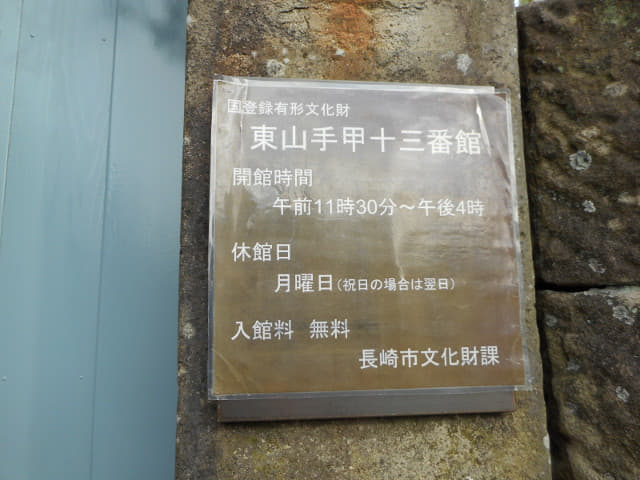 国登録有形文化財
東山手甲十三番館
開館時間
午前11時30分～午後4時
休館日
月曜日(祝日の場合は翌日)
入館料 無料
長崎市文化財課